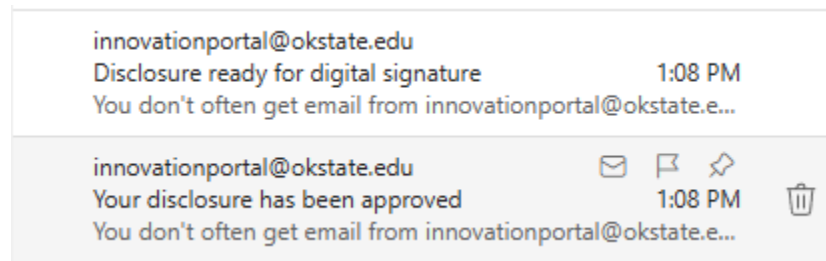 innovationportal@okstate.edu
Disclosure ready for digital signature 1:08 PM
You don't often get email from innovationportal@okstate.e...
innovationportal@okstate.edu
Your disclosure has been approved 1:08 PM
You don't often get email from innovationportal@okstate.e...